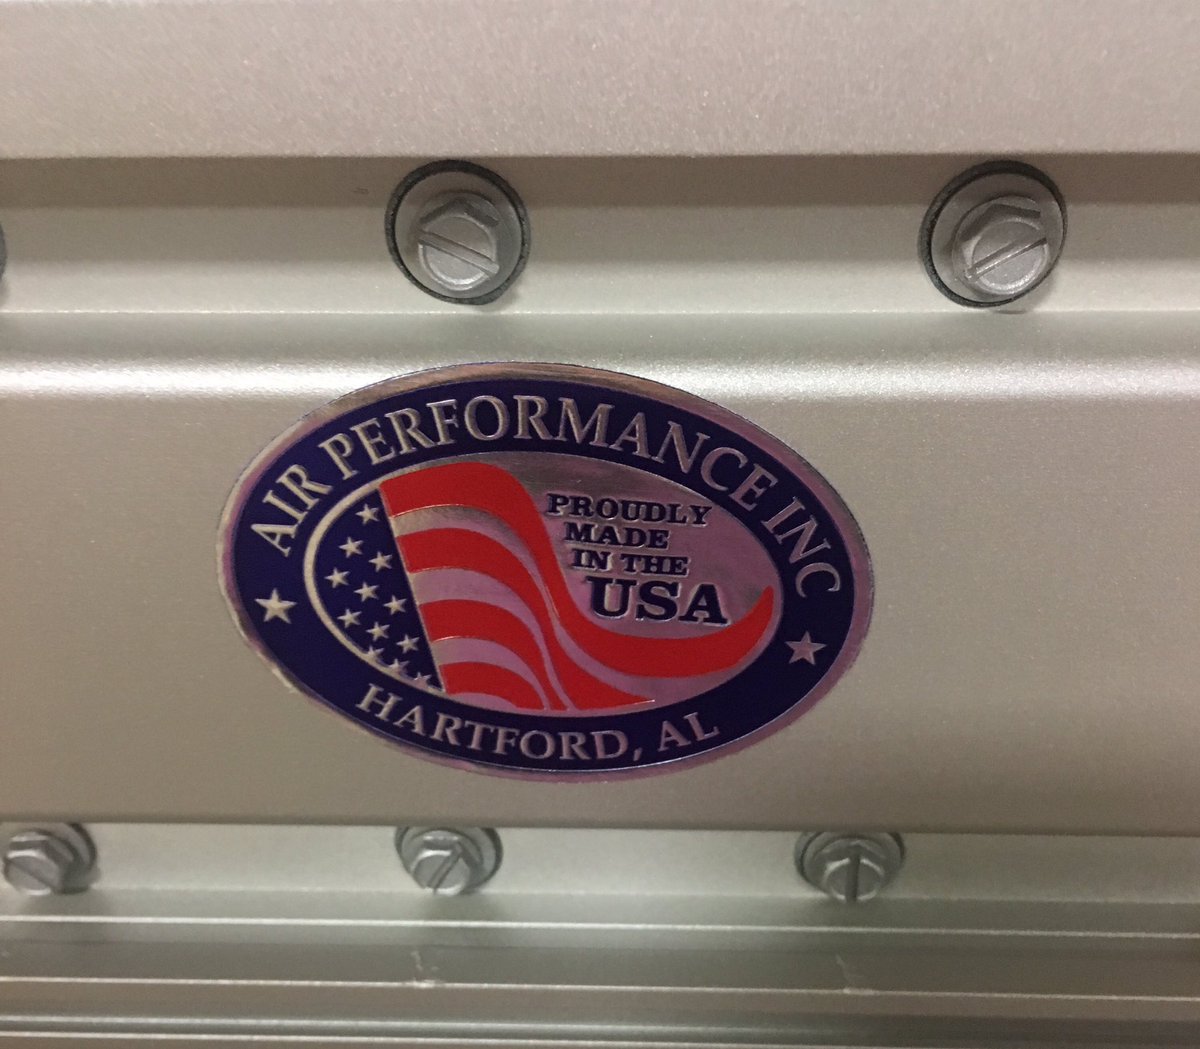 AIR PERFORMANCE INC
PROUDLY
MADE
IN THE
USA
HARTFORD, AL